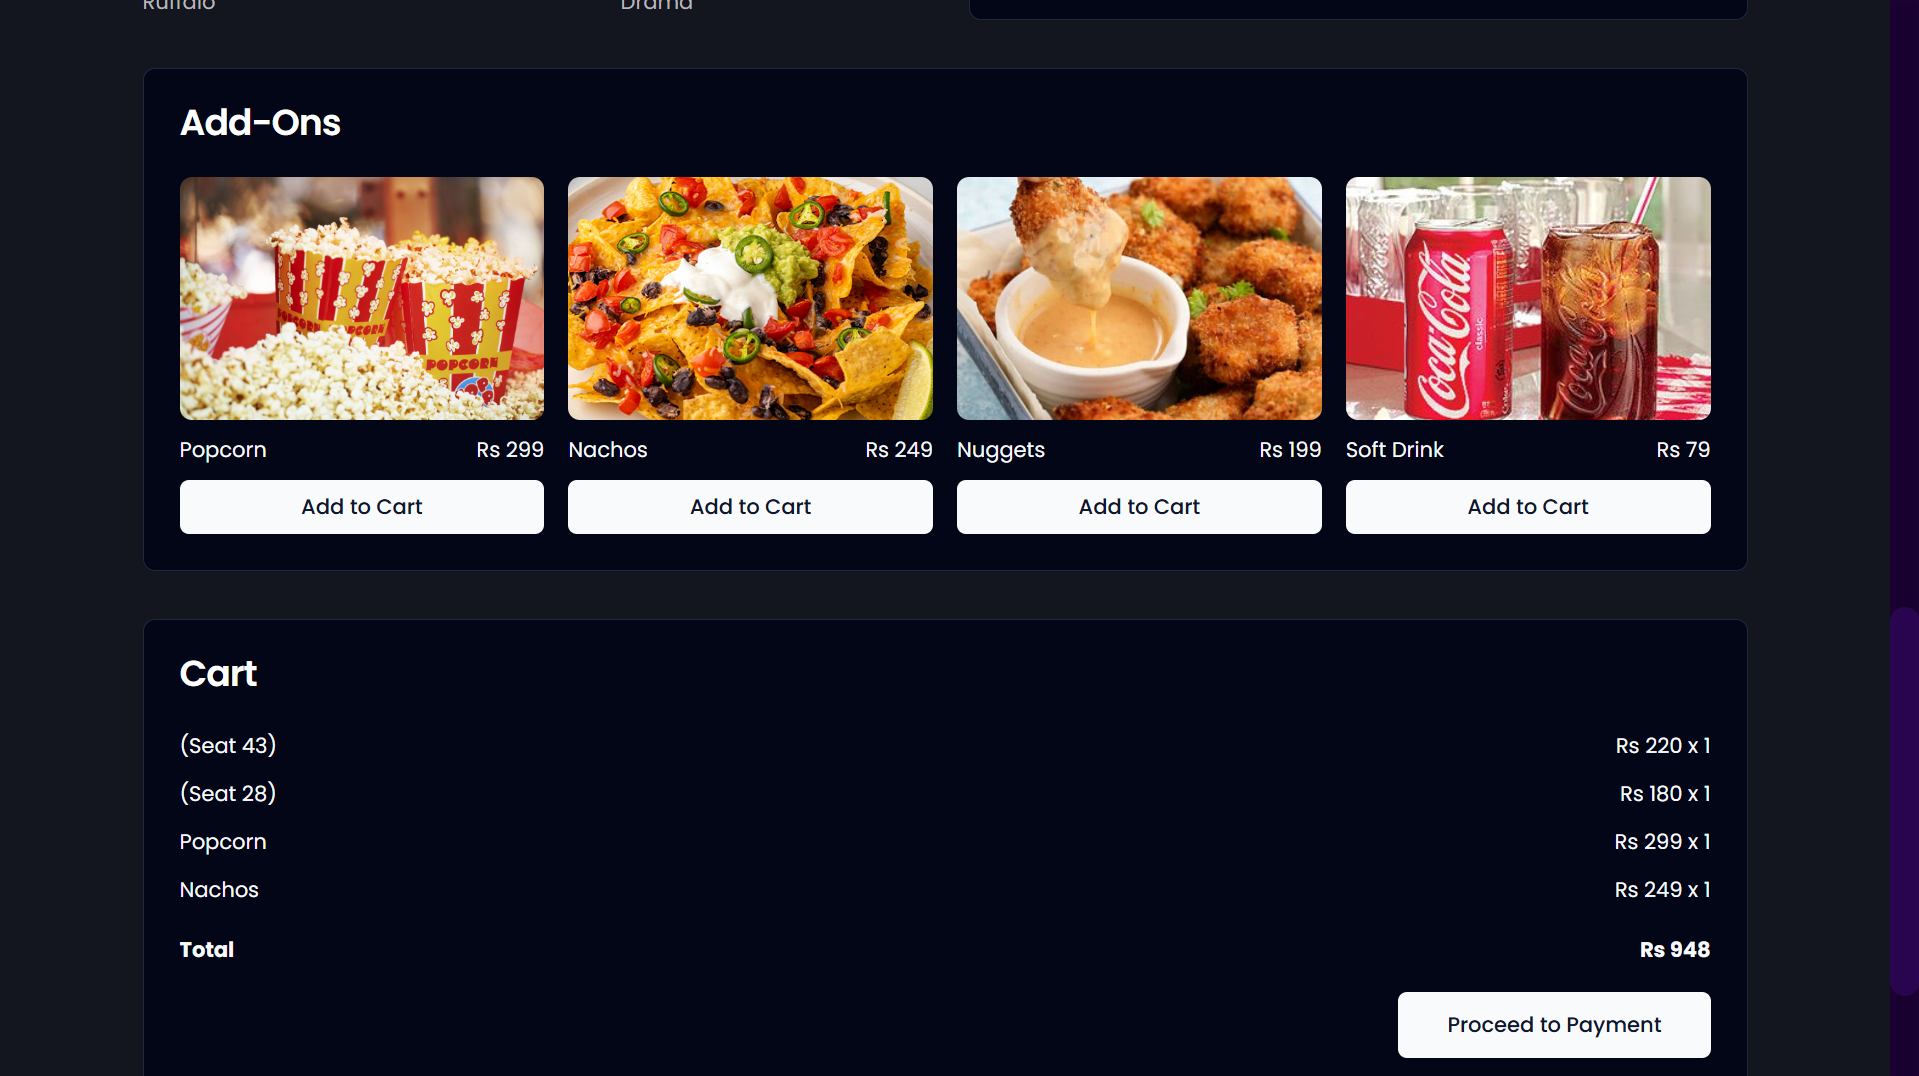 Ruffalo Drama
Add-Ons
POPCORN
POPCORN
Coca-Cola
classic
Popcorn Rs 299 Nachos Rs 249 Nuggets Rs 199 Soft Drink Rs 79
Add to Cart Add to Cart Add to Cart Add to Cart
Cart
(Seat 43) Rs 220 x 1
(Seat 28) Rs 180 x 1
Popcorn Rs 299 x 1
Nachos Rs 249 x 1
Total Rs 948
Proceed to Payment